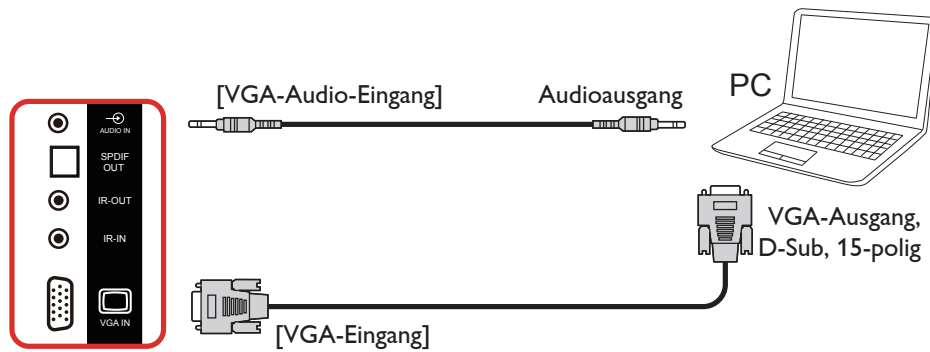 [VGA-Audio-Eingang]
Audioausgang
PC
AUDIO IN
SPDIF
OUT
IR-OUT
IR-IN
VGA IN
VGA-Ausgang,
D-Sub, 15-polig
[VGA-Eingang]